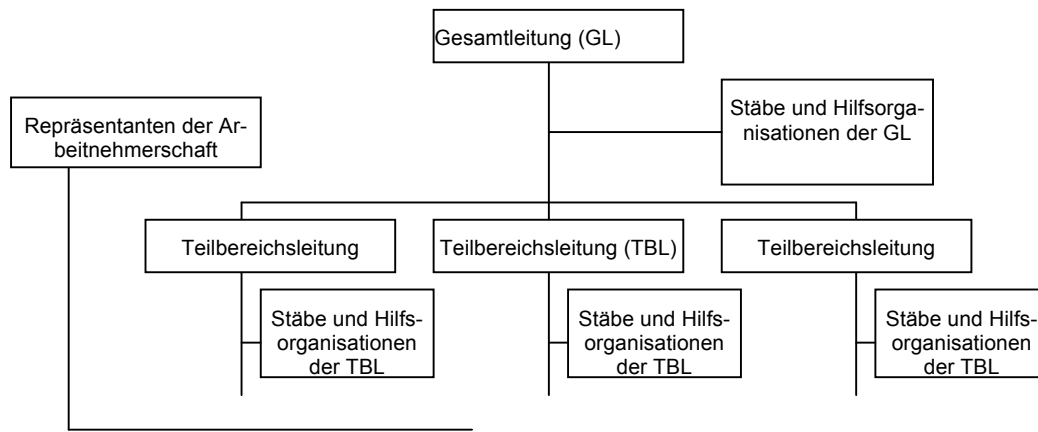 Gesamtleitung (GL)
Stäbe und Hilfsorga-
nisationen der GL
Repräsentanten der Ar-
beitnehmerschaft
Teilbereichsleitung
Teilbereichsleitung (TBL)
Teilbereichsleitung
Stäbe und Hilfs-
organisationen
der TBL
Stäbe und Hilfs-
organisationen
der TBL
Stäbe und Hilfs-
organisationen
der TBL